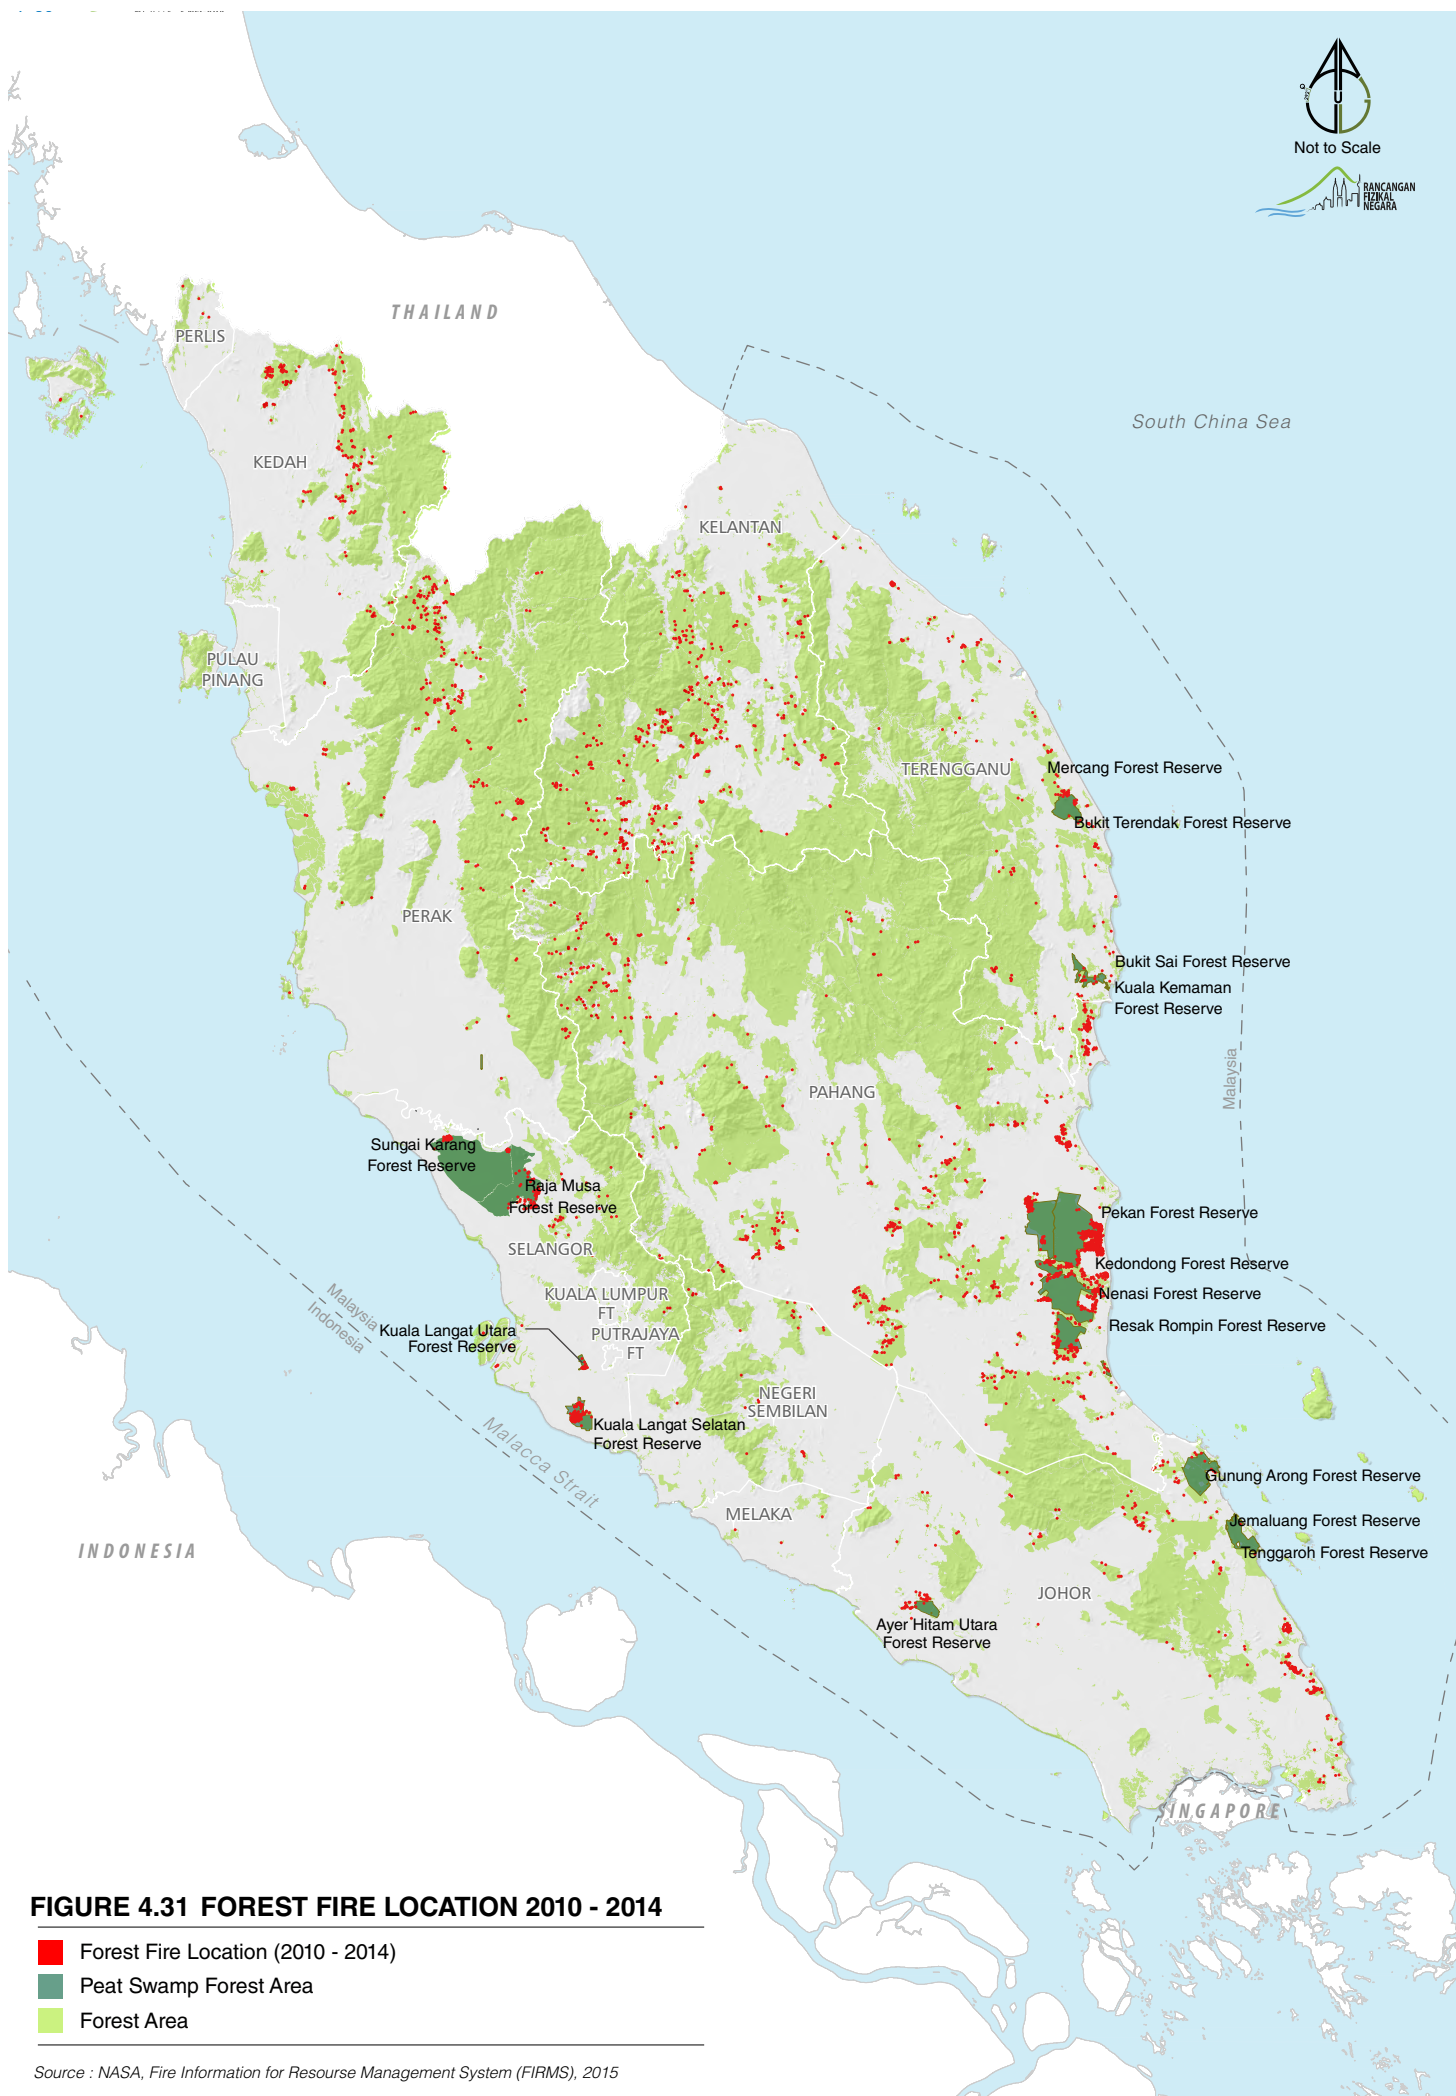 Not to Scale
RANCANGAN
FIZIKAL
NEGARA
THAILAND
PERLIS
South China Sea
KEDAH
KELANTAN
PULAU
PINANG
TERENGGANU
Mercang Forest Reserve
Bukit Terendak Forest Reserve
PERAK
Bukit Sai Forest Reserve
Kuala Kemaman
Forest Reserve
Malaysia
PAHANG
Sungai Karang
Forest Reserve
Raja Musa
Forest Reserve
Pekan Forest Reserve
SELANGOR
Kedondong Forest Reserve
KUALA LUMPUR
FT
Nenasi Forest Reserve
Malaysia
Indonesia
PUTRAJAYA
FT
Kuala Langat Utara
Forest Reserve
Resak Rompin Forest Reserve
NEGERI
SEMBILAN
Kuala Langat Selatan
Forest Reserve
Malacca Strait
Gunung Arong Forest Reserve
MELAKA
Jemaluang Forest Reserve
INDONESIA
Tenggaroh Forest Reserve
JOHOR
Ayer Hitam Utara
Forest Reserve
SINGAPORE
FIGURE 4.31 FOREST FIRE LOCATION 2010 - 2014
Forest Fire Location (2010 - 2014)
Peat Swamp Forest Area
Forest Area
Source : NASA, Fire Information for Resourse Management System (FIRMS), 2015